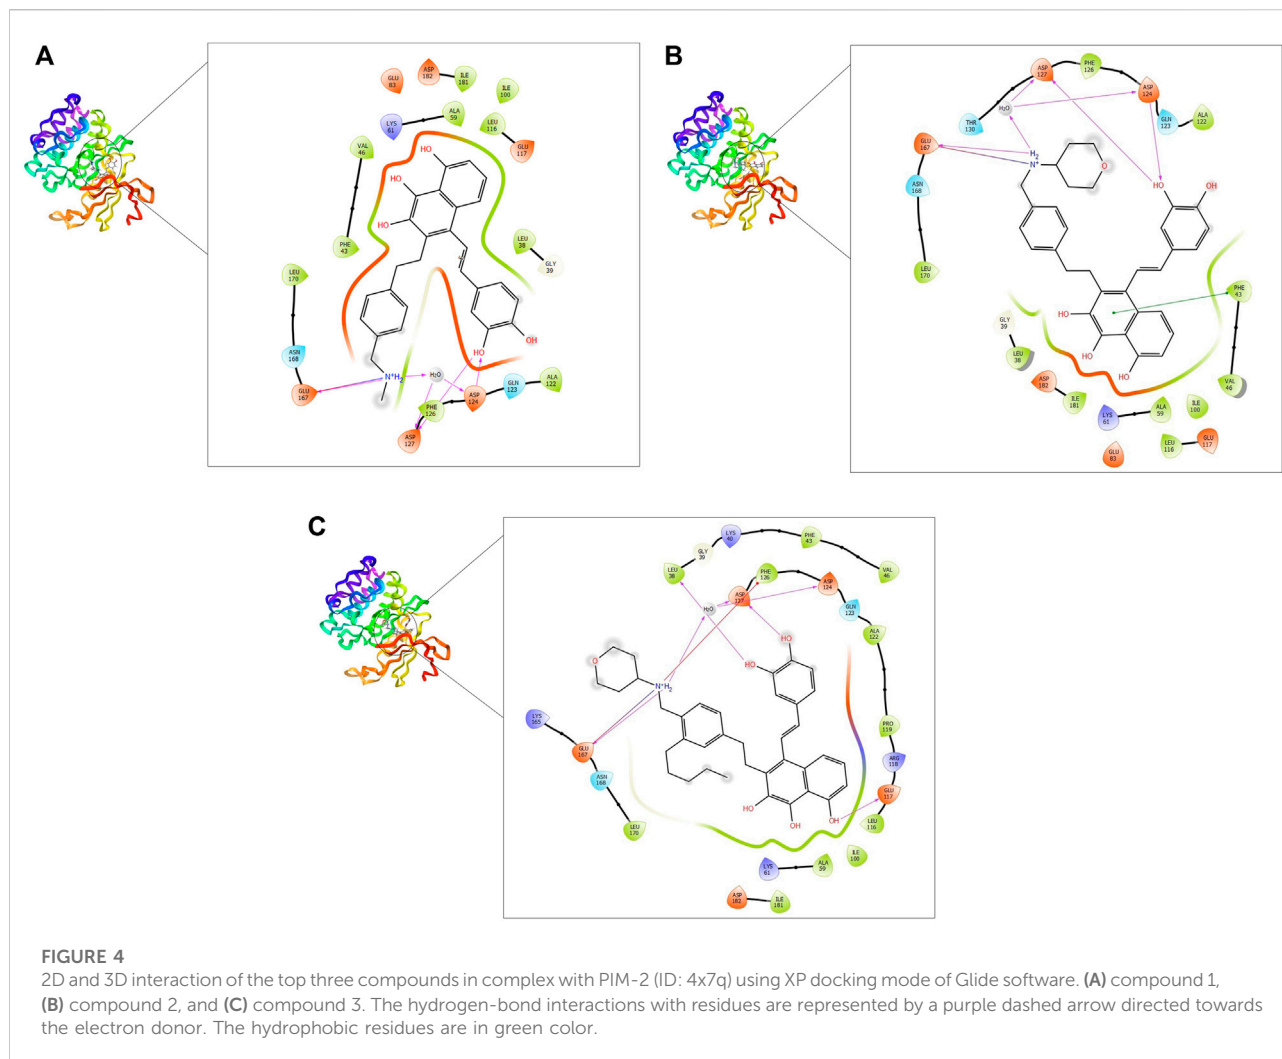 A
GLU 83
ASP 182
ILE 181
ILE 100
LYS 61
ALA 59
LEU 116
GLU 117
VAL 46
OH
HO
HO
PHE 43
LEU 38
GLY 39
LEU 170
ASN 168
GLU 167
N⁺H₂
H₂O
HO
OH
ASP 124
GLN 123
ALA 122
PHE 126
ASP 127
B
ASP 127
PHE 126
ASP 124
H₂O
THR 130
GLN 123
ALA 122
GLU 167
H₂
N⁺
O
ASN 168
HO
OH
LEU 170
PHE 43
GLY 39
LEU 38
HO
OH
OH
VAL 46
ASP 182
ILE 181
LYS 61
ALA 59
ILE 100
LEU 116
GLU 117
GLU 83
C
LYS 40
PHE 43
GLY 39
LEU 38
VAL 46
PHE 126
ASP 127
ASP 124
H₂O
GLN 123
ALA 122
HO
HO
O
N⁺H₂
LYS 165
GLU 167
ASN 168
LEU 170
PRO 119
ARG 118
GLU 117
LEU 116
HO
OH
OH
ILE 100
LYS 61
ALA 59
ASP 182
ILE 181
FIGURE 4
2D and 3D interaction of the top three compounds in complex with PIM-2 (ID: 4x7q) using XP docking mode of Glide software. (A) compound 1,
(B) compound 2, and (C) compound 3. The hydrogen-bond interactions with residues are represented by a purple dashed arrow directed towards
the electron donor. The hydrophobic residues are in green color.